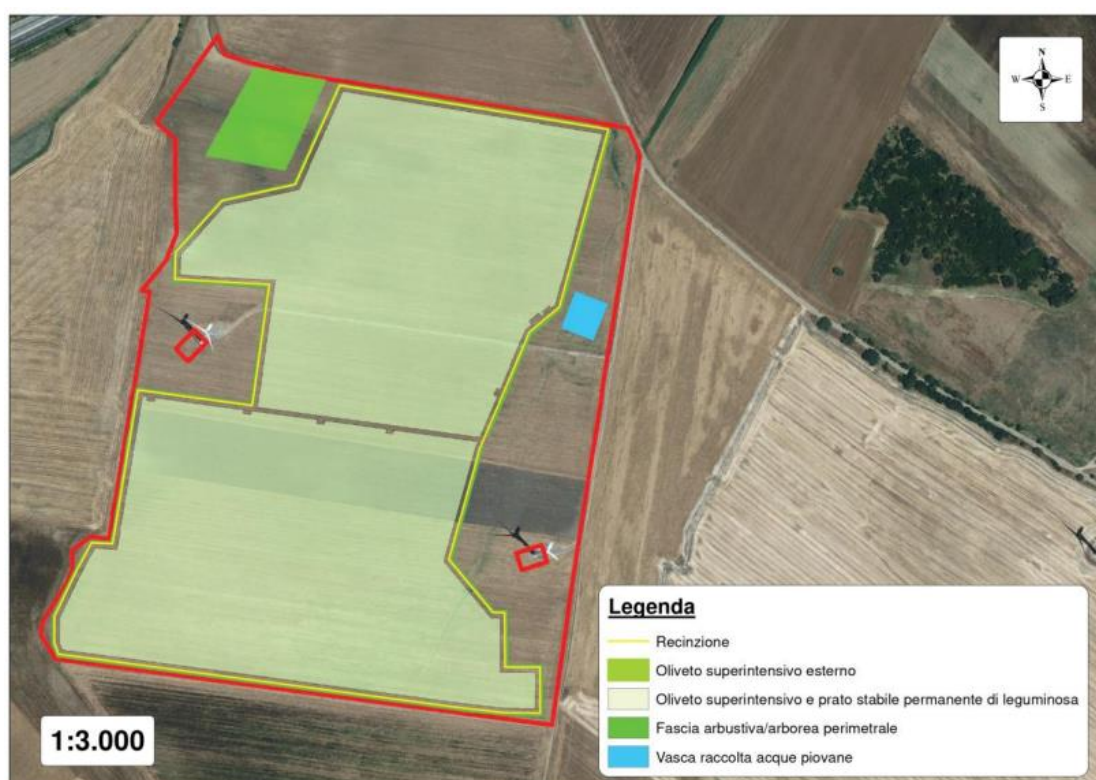 N
W E
S
Legenda
Recinzione
Oliveto superintensivo esterno
Oliveto superintensivo e prato stabile permanente di leguminosa
Fascia arbustiva/arborea perimetrale
Vasca raccolta acque piovane
1:3.000